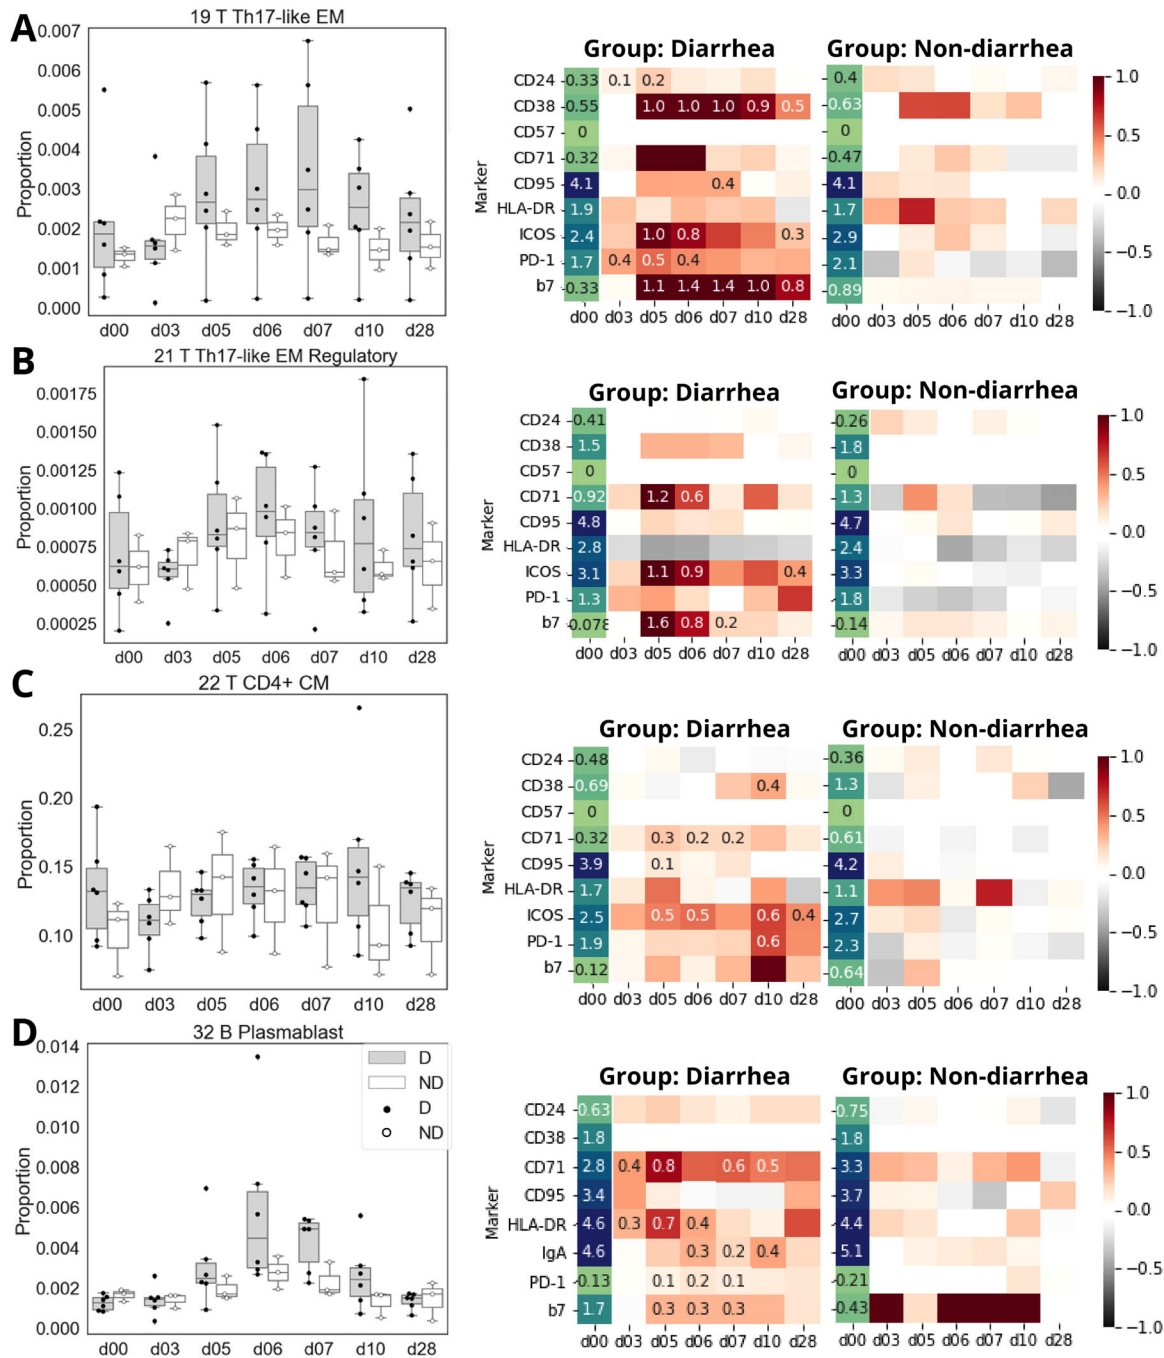 A
19 T Th17-like EM
Proportion
0.007
0.006
0.005
0.004
0.003
0.002
0.001
0.000
d00 d03 d05 d06 d07 d10 d28
Group: Diarrhea
Marker
CD24 0.33 0.1 0.2
CD38 0.55 1.0 1.0 1.0 0.9 0.5
CD57 0
CD71 0.32
CD95 4.1 0.4
HLA-DR 1.9
ICOS 2.4 1.0 0.8 0.3
PD-1 1.7 0.4 0.5 0.4
b7 0.33 1.1 1.4 1.4 1.0 0.8
d00 d03 d05 d06 d07 d10 d28
Group: Non-diarrhea
0.4
0.63
0
0.47
4.1
1.7
2.9
2.1
0.89
d00 d03 d05 d06 d07 d10 d28
1.0
0.5
0.0
−0.5
−1.0
B
21 T Th17-like EM Regulatory
Proportion
0.00175
0.00150
0.00125
0.00100
0.00075
0.00050
0.00025
d00 d03 d05 d06 d07 d10 d28
Group: Diarrhea
Marker
CD24 0.41
CD38 1.5
CD57 0
CD71 0.92 1.2 0.6
CD95 4.8
HLA-DR 2.8
ICOS 3.1 1.1 0.9 0.4
PD-1 1.3
b7 0.078 1.6 0.8 0.2
d00 d03 d05 d06 d07 d10 d28
Group: Non-diarrhea
0.26
1.8
0
1.3
4.7
2.4
3.3
1.8
0.14
d00 d03 d05 d06 d07 d10 d28
1.0
0.5
0.0
−0.5
−1.0
C
22 T CD4+ CM
Proportion
0.25
0.20
0.15
0.10
d00 d03 d05 d06 d07 d10 d28
Group: Diarrhea
Marker
CD24 0.48
CD38 0.69 0.4
CD57 0
CD71 0.32 0.3 0.2 0.2
CD95 3.9 0.1
HLA-DR 1.7
ICOS 2.5 0.5 0.5 0.6 0.4
PD-1 1.9 0.6
b7 0.12
d00 d03 d05 d06 d07 d10 d28
Group: Non-diarrhea
0.36
1.3
0
0.61
4.2
1.1
2.7
2.3
0.64
d00 d03 d05 d06 d07 d10 d28
1.0
0.5
0.0
−0.5
−1.0
D
32 B Plasmablast
D
ND
D
ND
Proportion
0.014
0.012
0.010
0.008
0.006
0.004
0.002
0.000
d00 d03 d05 d06 d07 d10 d28
Group: Diarrhea
Marker
CD24 0.63
CD38 1.8
CD71 2.8 0.4 0.8 0.6 0.5
CD95 3.4
HLA-DR 4.6 0.3 0.7 0.4
IgA 4.6 0.3 0.2 0.4
PD-1 0.13 0.1 0.2 0.1
b7 1.7 0.3 0.3 0.3
d00 d03 d05 d06 d07 d10 d28
Group: Non-diarrhea
0.75
1.8
3.3
3.7
4.4
5.1
0.21
0.43
d00 d03 d05 d06 d07 d10 d28
1.0
0.5
0.0
−0.5
−1.0